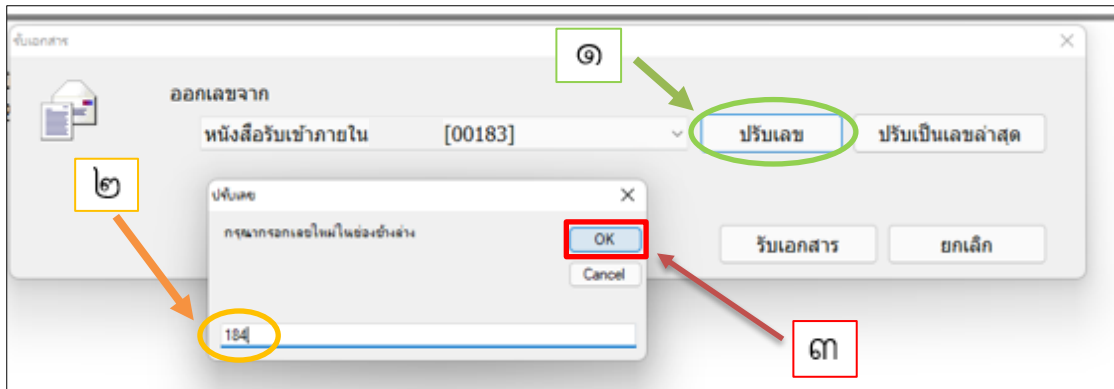 รับเอกสาร
๑
ออกเลขจาก
หนังสือรับเข้าภายใน [00183]
ปรับเลข
ปรับเป็นเลขล่าสุด
๒
ปรับเลข
กรุณากรอกเลขใหม่ในช่องข้างล่าง
OK
Cancel
184
รับเอกสาร
ยกเลิก
๓